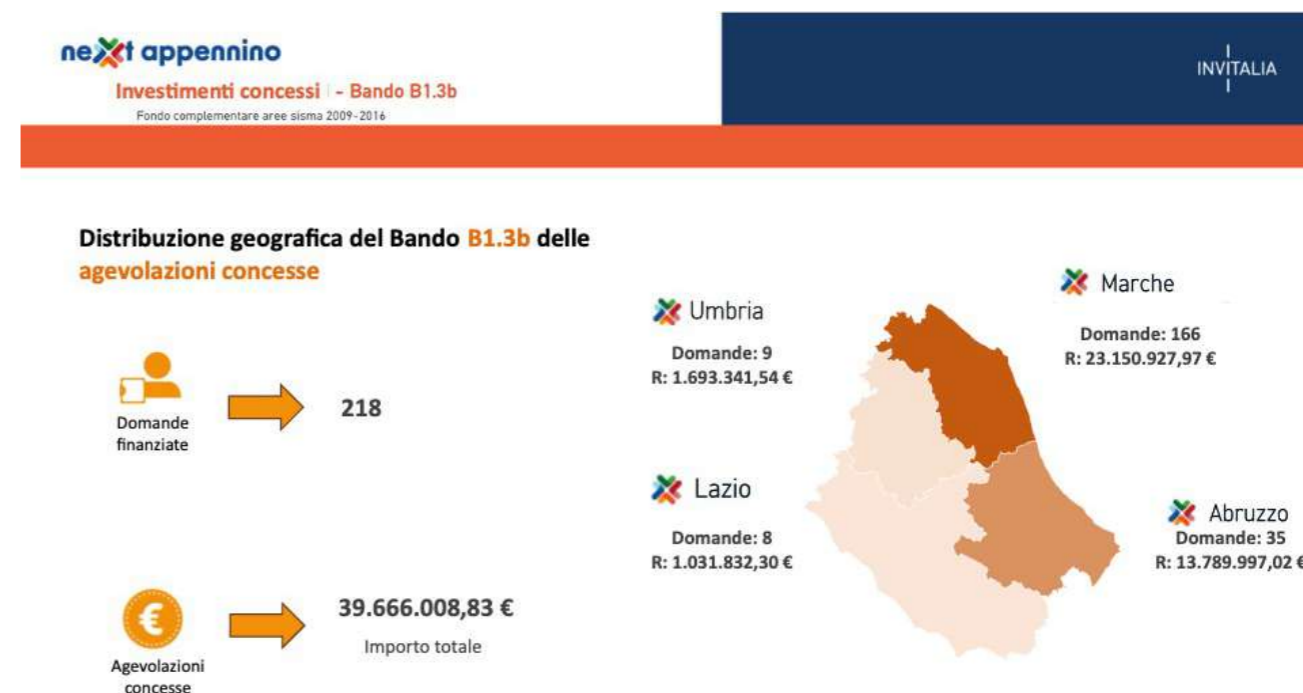 next appennino
Investimenti concessi - Bando B1.3b
Fondo complementare aree sisma 2009-2016
INVITALIA
Distribuzione geografica del Bando B1.3b delle
agevolazioni concesse
Domande
finanziate
218
€
Agevolazioni
concesse
39.666.008,83 €
Importo totale
Umbria
Domande: 9
R: 1.693.341,54 €
Marche
Domande: 166
R: 23.150.927,97 €
Lazio
Domande: 8
R: 1.031.832,30 €
Abruzzo
Domande: 35
R: 13.789.997,02 €